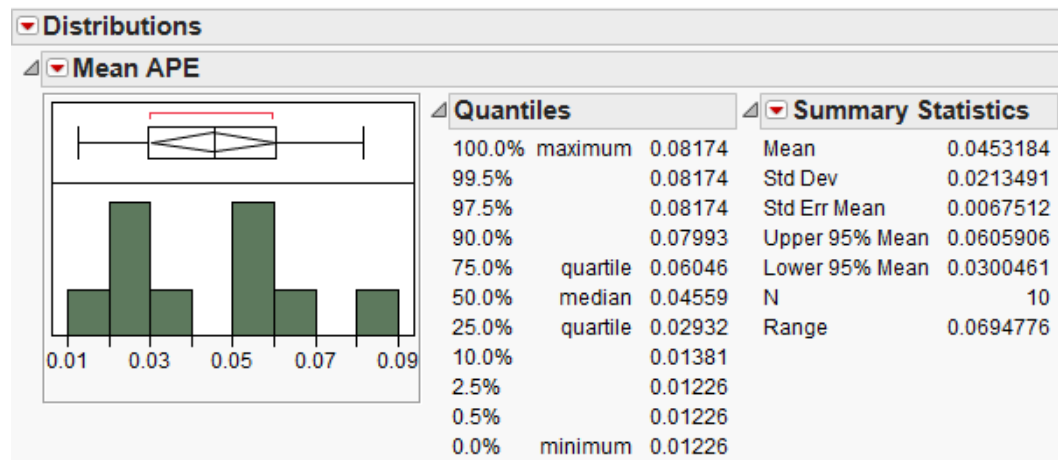 Distributions
Mean APE
0.01 0.03 0.05 0.07 0.09
Quantiles
100.0% maximum 0.08174
99.5% 0.08174
97.5% 0.08174
90.0% 0.07993
75.0% quartile 0.06046
50.0% median 0.04559
25.0% quartile 0.02932
10.0% 0.01381
2.5% 0.01226
0.5% 0.01226
0.0% minimum 0.01226
Summary Statistics
Mean 0.0453184
Std Dev 0.0213491
Std Err Mean 0.0067512
Upper 95% Mean 0.0605906
Lower 95% Mean 0.0300461
N 10
Range 0.0694776